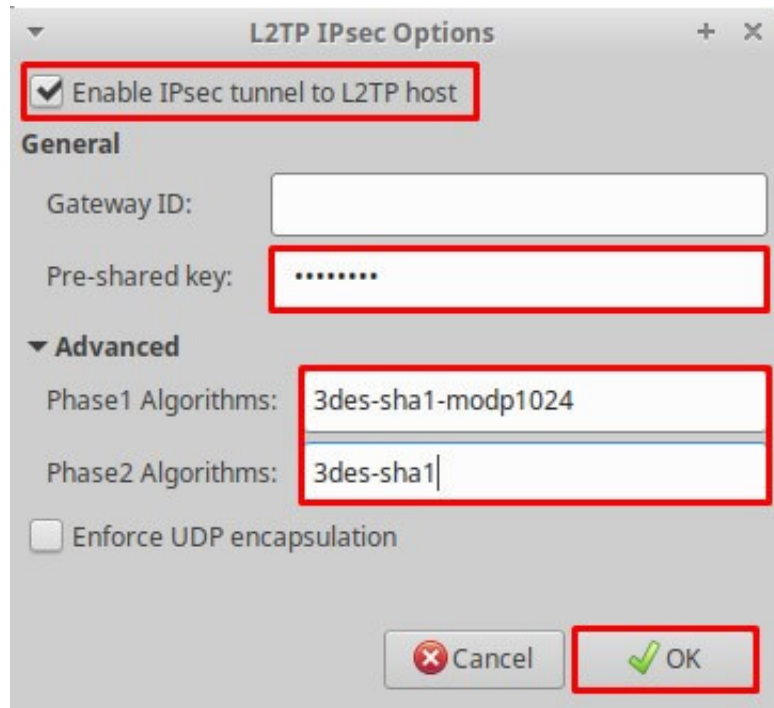 L2TP IPsec Options
Enable IPsec tunnel to L2TP host
General
Gateway ID:
Pre-shared key: ••••••••
Advanced
Phase1 Algorithms: 3des-sha1-modp1024
Phase2 Algorithms: 3des-sha1
Enforce UDP encapsulation
Cancel OK